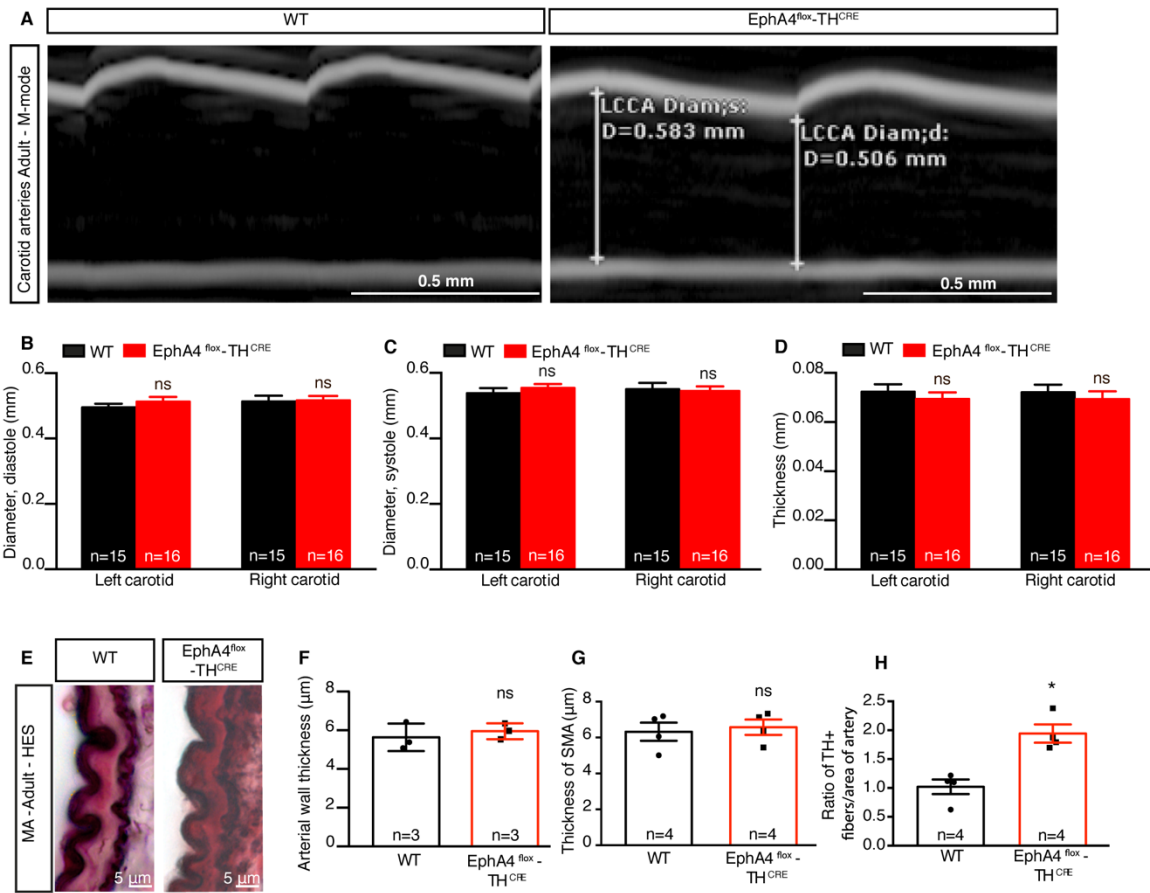 A
WT
EphA4flox-THCRE
Carotid arteries Adult - M-mode
LCCA Diam;s:
D=0.583 mm
LCCA Diam;d:
D=0.506 mm
0.5 mm
0.5 mm
B
WT
EphA4 flox-THCRE
Diameter, diastole (mm)
0.6
0.4
0.2
0.0
ns
ns
n=15
n=16
n=15
n=16
Left carotid
Right carotid
C
WT
EphA4 flox-THCRE
Diameter, systole (mm)
0.6
0.4
0.2
0.0
ns
ns
n=15
n=16
n=15
n=16
Left carotid
Right carotid
D
WT
EphA4 flox-THCRE
Thickness (mm)
0.08
0.06
0.04
0.02
0.00
ns
ns
n=15
n=16
n=15
n=16
Left carotid
Right carotid
E
WT
EphA4flox
-THCRE
MA -Adult - HES
5 µm
5 µm
F
Arterial wall thickness (µm)
8
6
4
2
0
ns
n=3
n=3
WT
EphA4 flox -
THCRE
G
Thickness of SMA (µm)
8
6
4
2
0
ns
n=4
n=4
WT
EphA4 flox -
THCRE
H
Ratio of TH+
fibers/area of artery
2.5
2.0
1.5
1.0
0.5
0.0
*
n=4
n=4
WT
EphA4 flox -
THCRE